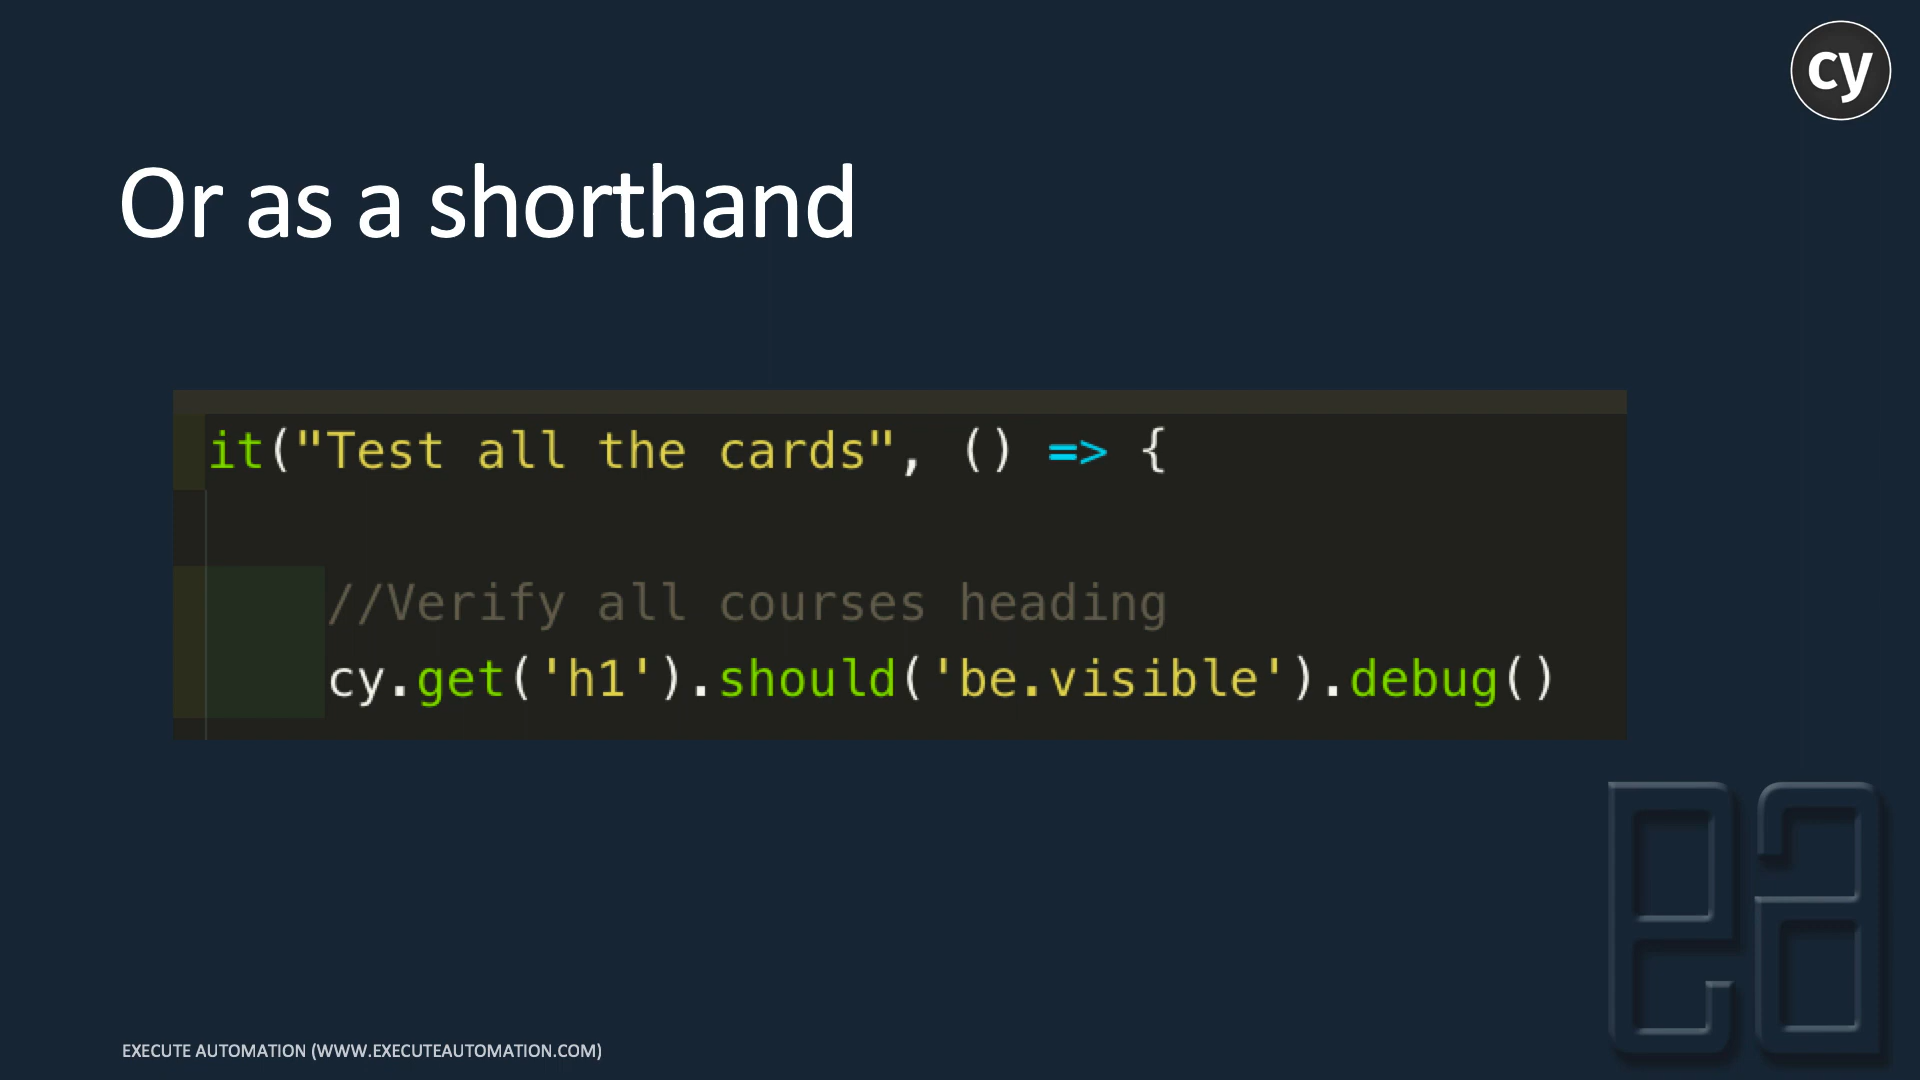 cy
Or as a shorthand
it("Test all the cards", () => {
//Verify all courses heading
cy.get('h1').should('be.visible').debug()
ea
EXECUTE AUTOMATION (WWW.EXECUTEAUTOMATION.COM)